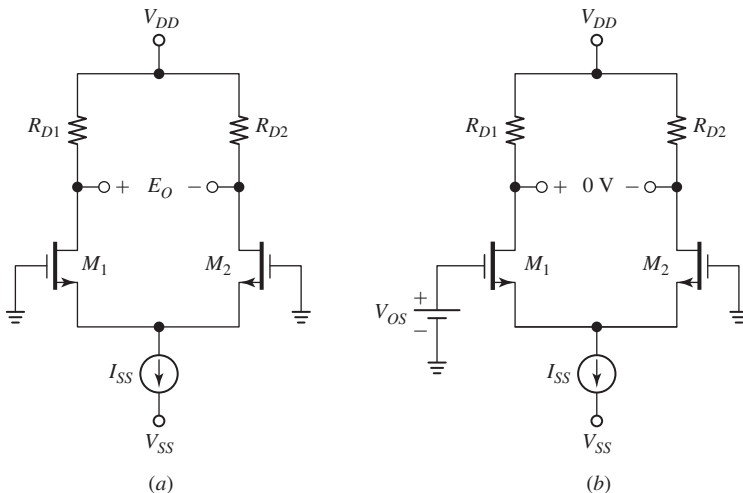 V_DD
R_D1
R_D2
+ E_O −
M_1
M_2
I_SS
V_SS
(a)
V_DD
R_D1
R_D2
+ 0 V −
M_1
M_2
+
V_OS
−
I_SS
V_SS
(b)